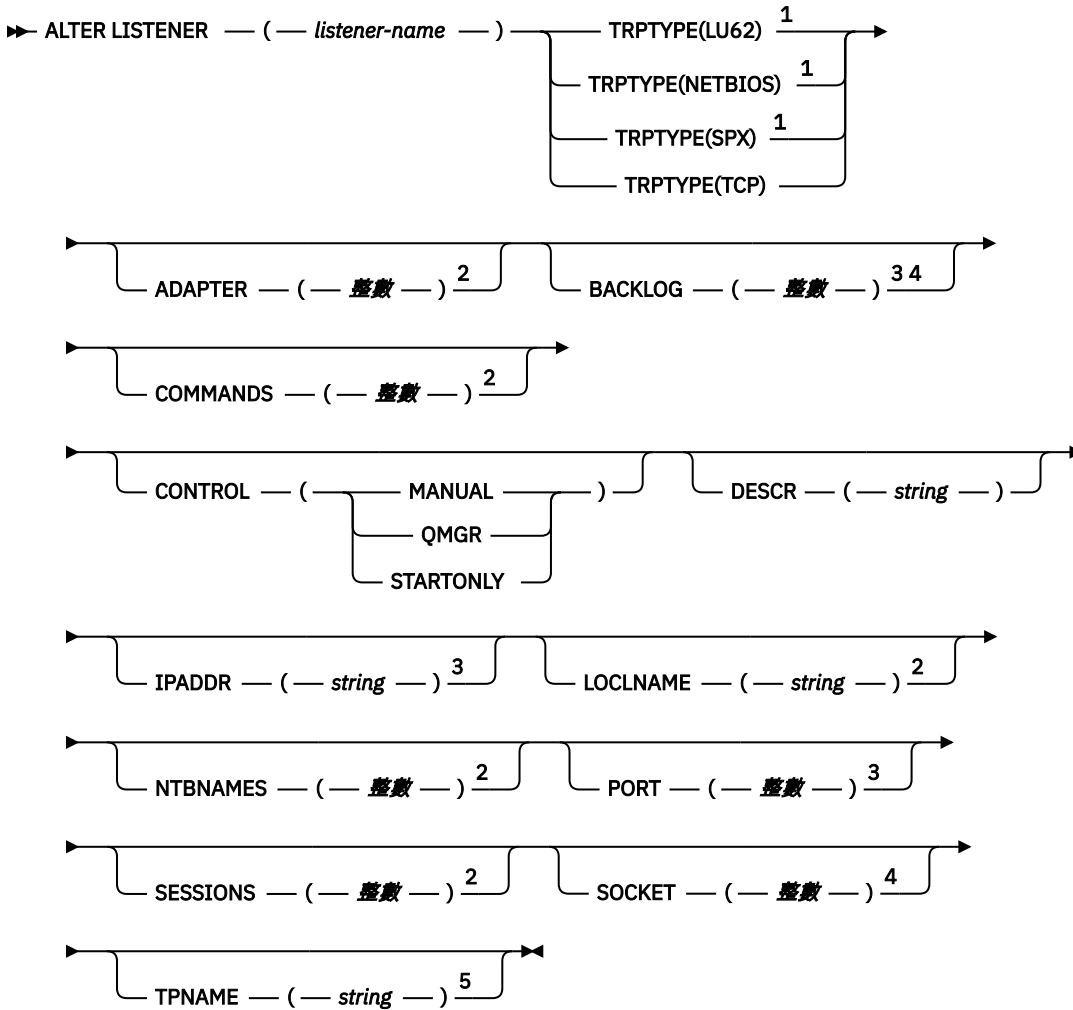 ALTER LISTENER ( listener-name ) TRPTYPE(LU62) 1
TRPTYPE(NETBIOS) 1
TRPTYPE(SPX) 1
TRPTYPE(TCP)
ADAPTER ( 整數 ) 2 BACKLOG ( 整數 ) 3 4
COMMANDS ( 整數 ) 2
CONTROL ( MANUAL ) DESCR ( string )
QMGR
STARTONLY
IPADDR ( string ) 3 LOCLNAME ( string ) 2
NTBNAMES ( 整數 ) 2 PORT ( 整數 ) 3
SESSIONS ( 整數 ) 2 SOCKET ( 整數 ) 4
TPNAME ( string ) 5